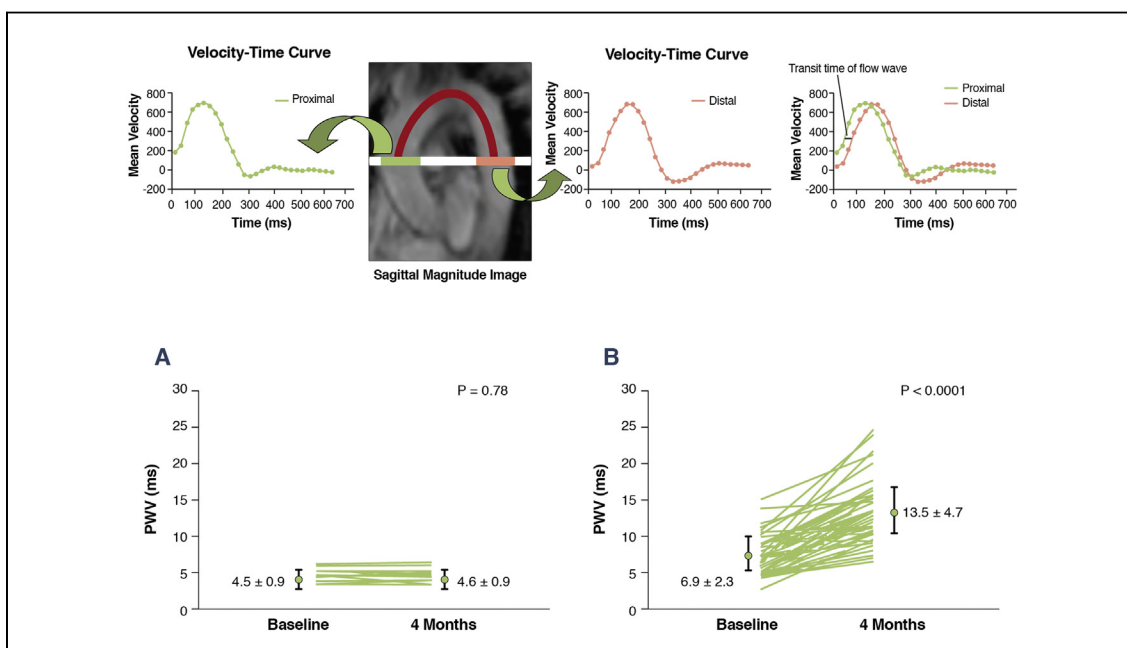 Velocity-Time Curve
Mean Velocity
800
600
400
200
0
-200
Proximal
0 100 200 300 400 500 600 700
Time (ms)
Sagittal Magnitude Image
Velocity-Time Curve
Mean Velocity
800
600
400
200
0
-200
Distal
0 100 200 300 400 500 600 700
Time (ms)
Transit time of flow wave
Mean Velocity
800
600
400
200
0
-200
Proximal
Distal
0 100 200 300 400 500 600 700
Time (ms)
A
P = 0.78
PWV (ms)
30
25
20
15
10
5
0
4.5 ± 0.9
4.6 ± 0.9
Baseline
4 Months
B
P < 0.0001
PWV (ms)
30
25
20
15
10
5
0
6.9 ± 2.3
13.5 ± 4.7
Baseline
4 Months